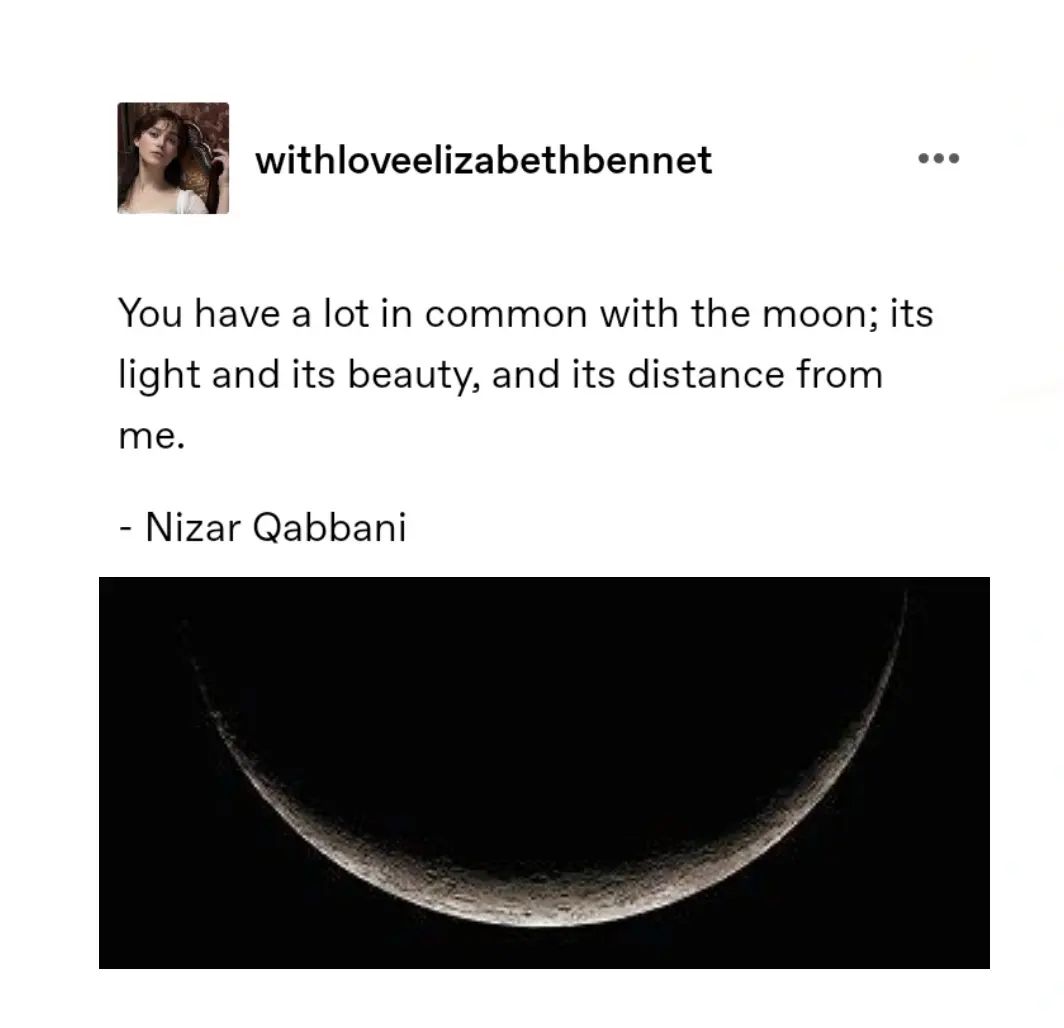 withloveelizabethbennet
You have a lot in common with the moon; its
light and its beauty, and its distance from
me.
- Nizar Qabbani